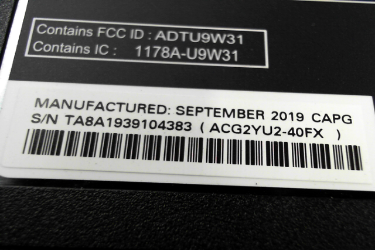 Contains FCC ID : ADTU9W31
Contains IC : 1178A-U9W31
MANUFACTURED: SEPTEMBER 2019 CAPG
S/N TA8A1939104383 ( ACG2YU2-40FX )